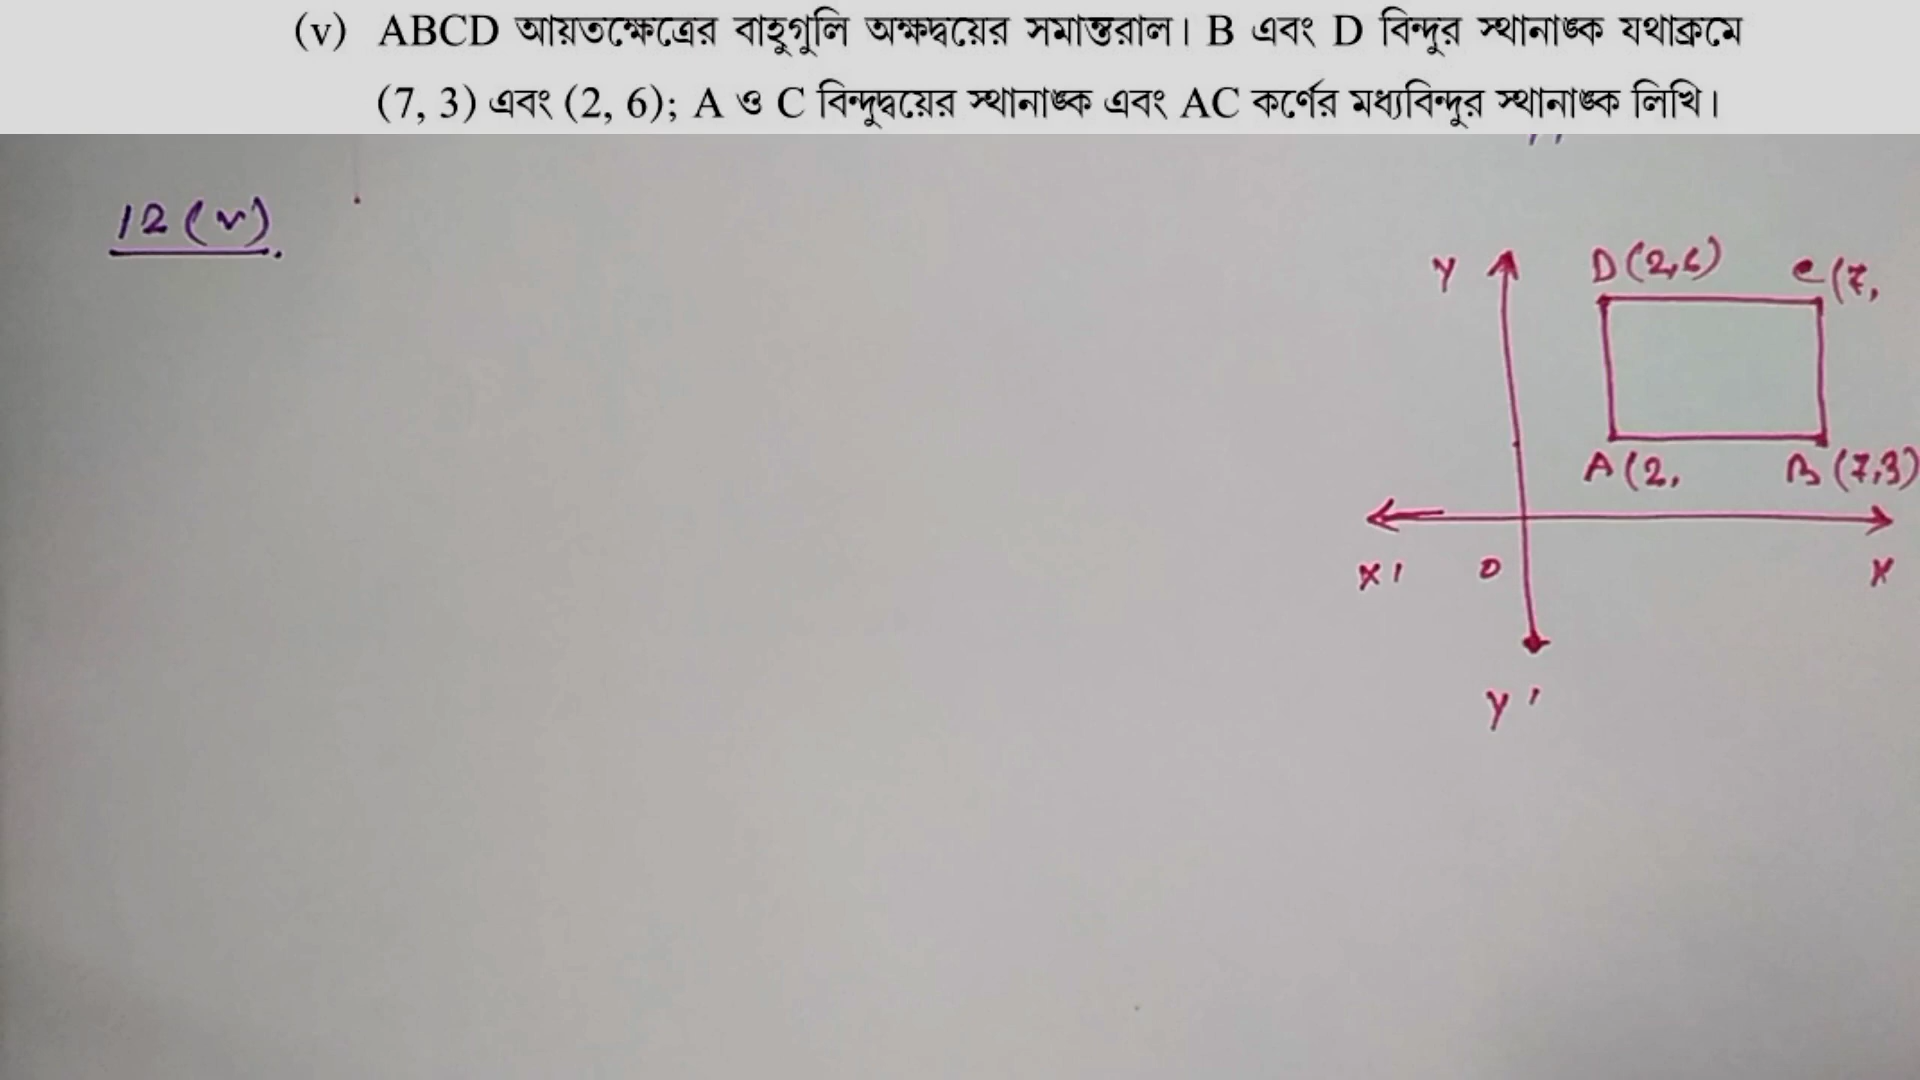 (v) ABCD আয়তক্ষেত্রের বাহুগুলি অক্ষদ্বয়ের সমান্তরাল। B এবং D বিন্দুর স্থানাঙ্ক যথাক্রমে
(7, 3) এবং (2, 6); A ও C বিন্দুদ্বয়ের স্থানাঙ্ক এবং AC কর্ণের মধ্যবিন্দুর স্থানাঙ্ক লিখি।
12 (v).
Y D(2,6) C(7,
A(2, B(7,3)
X' O X
Y'